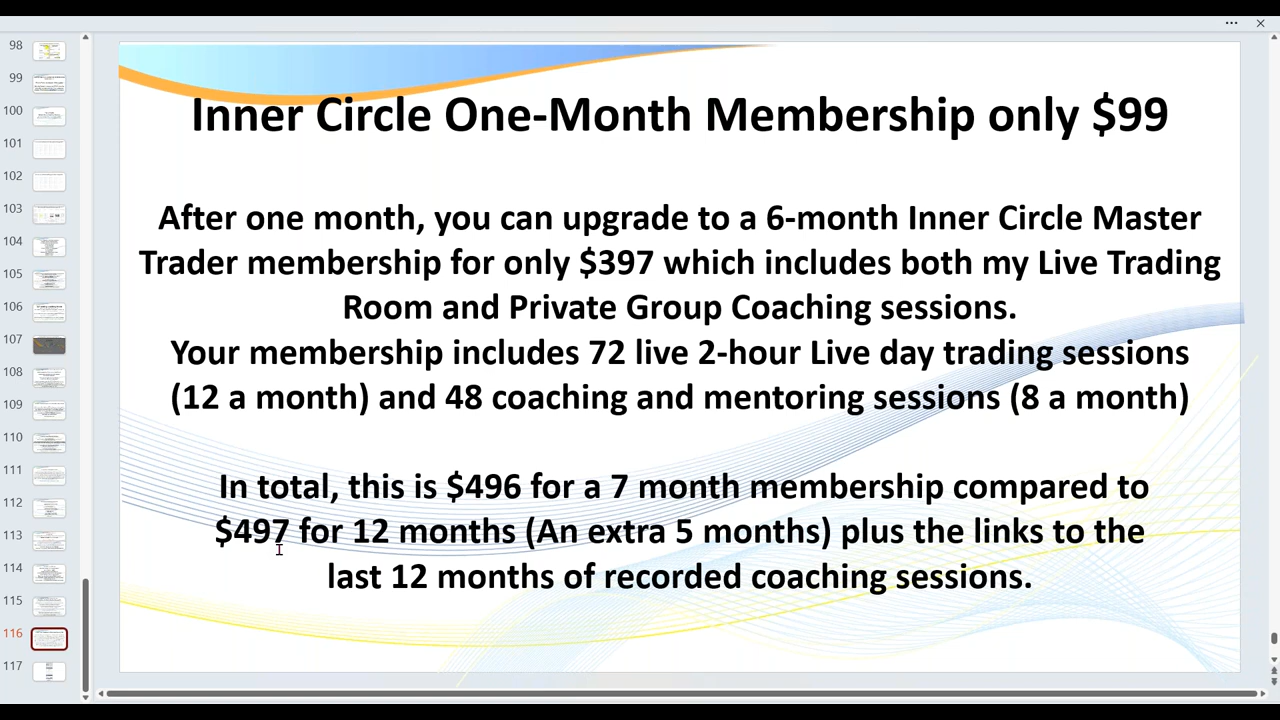 98
99
100
101
102
103
104
105
106
107
108
109
110
111
112
113
114
115
116
117
Inner Circle One-Month Membership only $99
After one month, you can upgrade to a 6-month Inner Circle Master
Trader membership for only $397 which includes both my Live Trading
Room and Private Group Coaching sessions.
Your membership includes 72 live 2-hour Live day trading sessions
(12 a month) and 48 coaching and mentoring sessions (8 a month)
In total, this is $496 for a 7 month membership compared to
$497 for 12 months (An extra 5 months) plus the links to the
last 12 months of recorded coaching sessions.